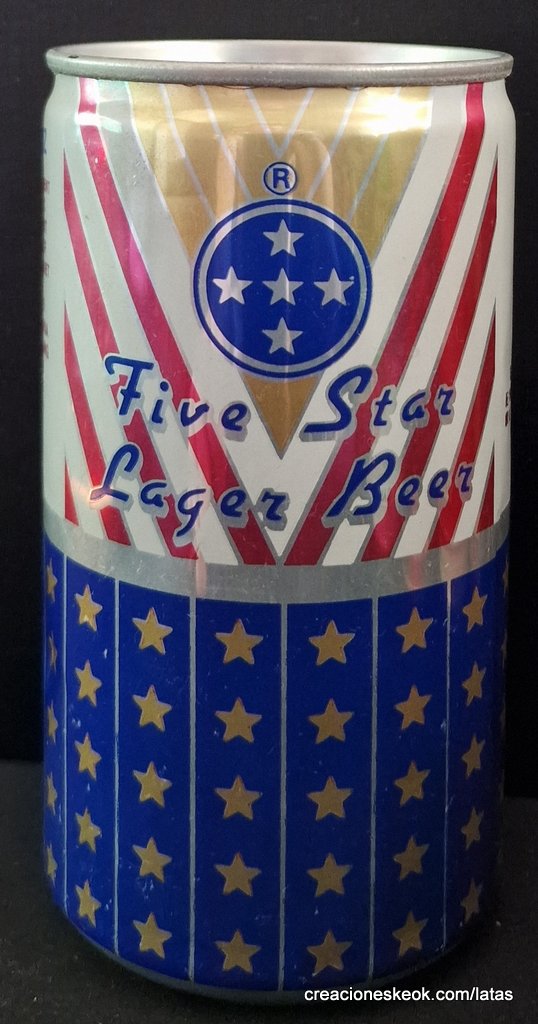 ®
Five Star
Lager Beer
creacioneskeok.com/latas